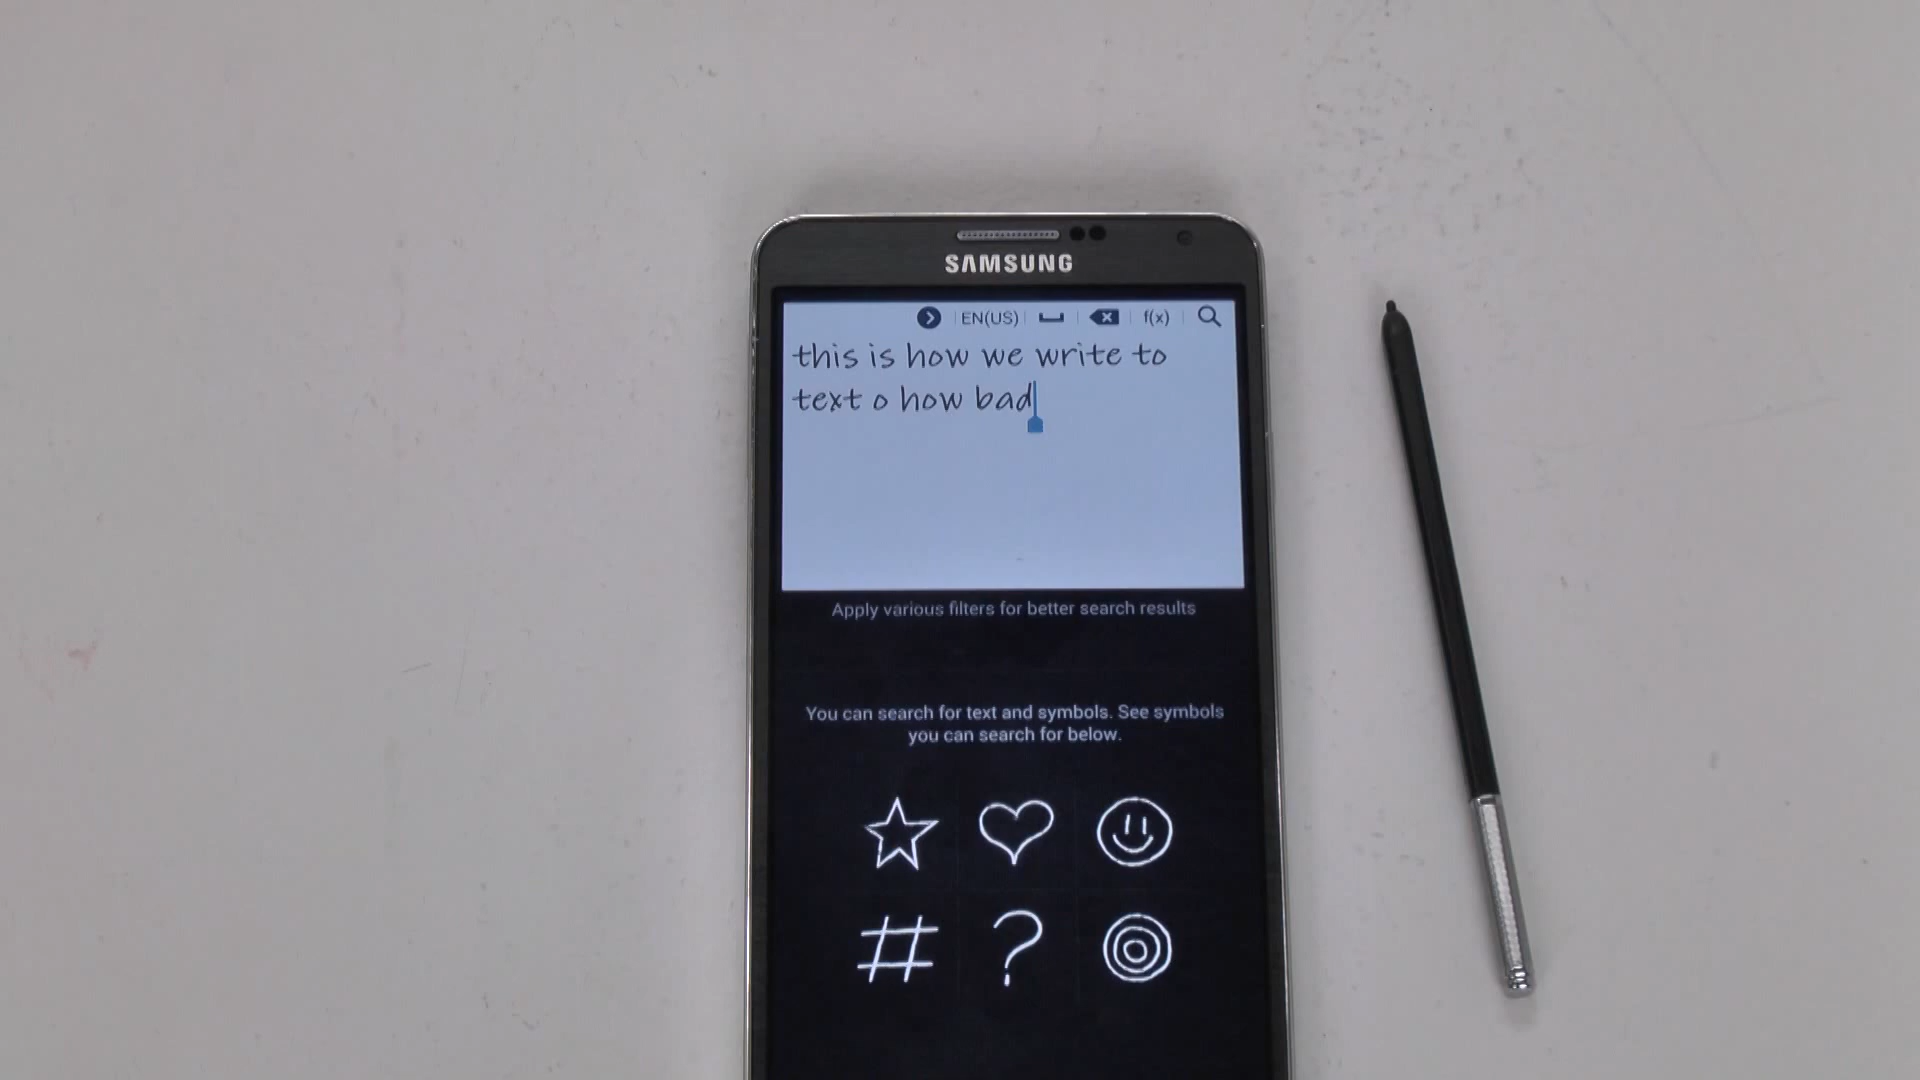 SAMSUNG
EN(US) f(x)
this is how we write to
text o how bad
Apply various filters for better search results
You can search for text and symbols. See symbols
you can search for below.
# ?